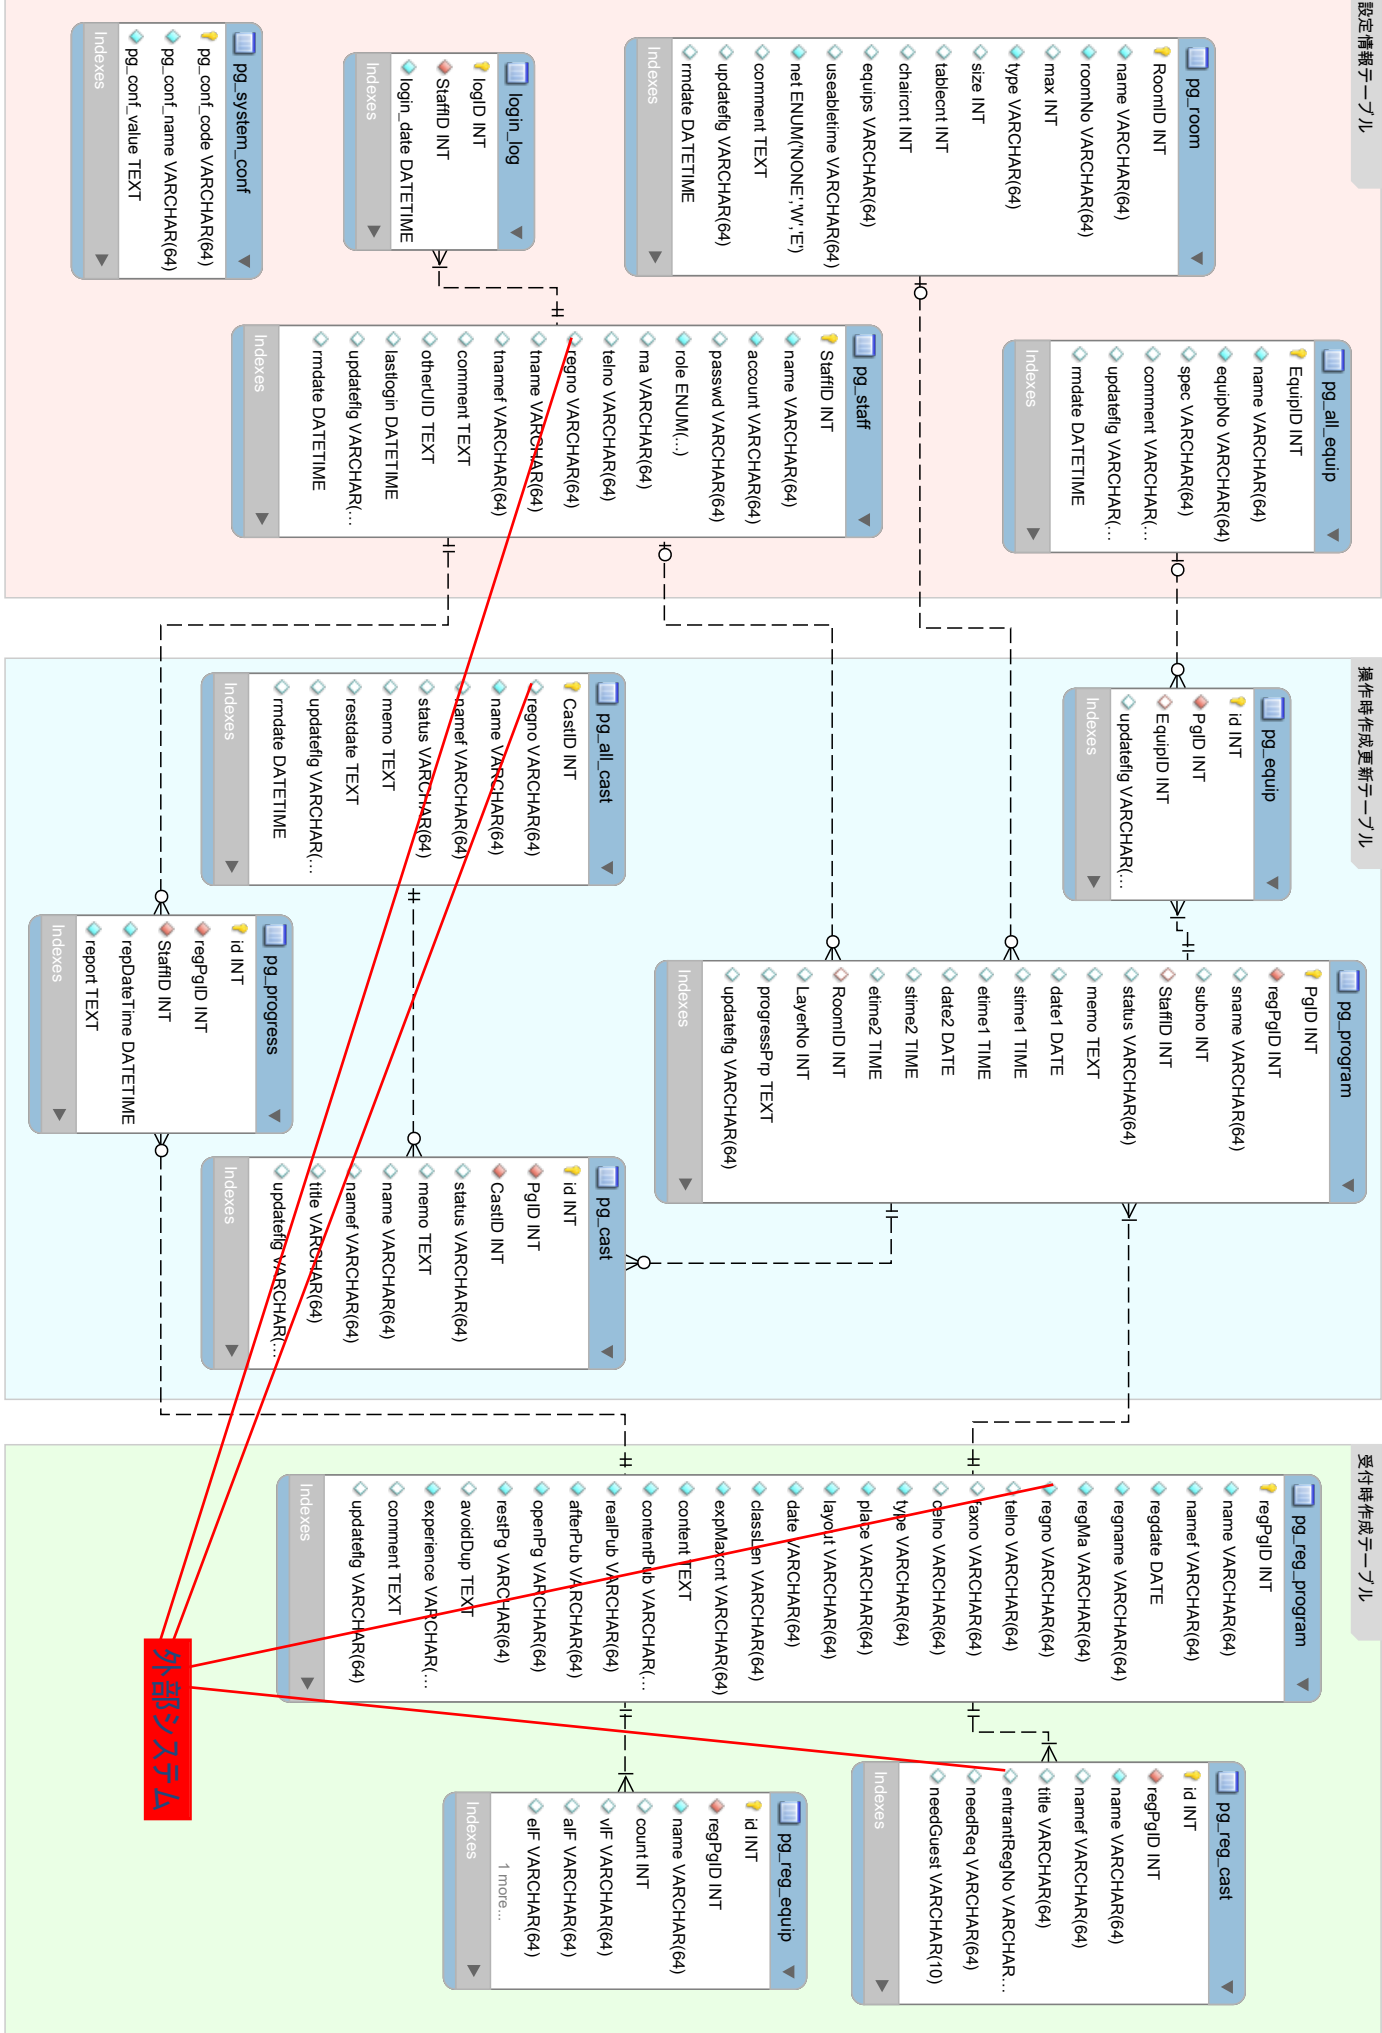 設定情報テーブル
pg_room
RoomID INT
name VARCHAR(64)
roomNo VARCHAR(64)
max INT
type VARCHAR(64)
size INT
tablecnt INT
chaircnt INT
equips VARCHAR(64)
useabletime VARCHAR(64)
net ENUM('NONE','W','E')
comment TEXT
updateflg VARCHAR(64)
rmdate DATETIME
Indexes
login_log
logID INT
StaffID INT
login_date DATETIME
Indexes
pg_system_conf
pg_conf_code VARCHAR(64)
pg_conf_name VARCHAR(64)
pg_conf_value TEXT
Indexes
pg_all_equip
EquipID INT
name VARCHAR(64)
equipNo VARCHAR(64)
spec VARCHAR(64)
comment VARCHAR(...
updateflg VARCHAR(...
rmdate DATETIME
Indexes
pg_staff
StaffID INT
name VARCHAR(64)
account VARCHAR(64)
passwd VARCHAR(64)
role ENUM(...)
ma VARCHAR(64)
telno VARCHAR(64)
regno VARCHAR(64)
tname VARCHAR(64)
tnamef VARCHAR(64)
comment TEXT
otherUID TEXT
lastlogin DATETIME
updateflg VARCHAR(...
rmdate DATETIME
Indexes
操作時作成更新テーブル
pg_equip
id INT
PgID INT
EquipID INT
updateflg VARCHAR(...
Indexes
pg_all_cast
CastID INT
regno VARCHAR(64)
name VARCHAR(64)
namef VARCHAR(64)
status VARCHAR(64)
memo TEXT
restdate TEXT
updateflg VARCHAR(...
rmdate DATETIME
Indexes
pg_program
PgID INT
regPgID INT
sname VARCHAR(64)
subno INT
StaffID INT
status VARCHAR(64)
memo TEXT
date1 DATE
stime1 TIME
etime1 TIME
date2 DATE
stime2 TIME
etime2 TIME
RoomID INT
LayerNo INT
progressPrp TEXT
updateflg VARCHAR(64)
Indexes
pg_progress
id INT
regPgID INT
StaffID INT
repDateTime DATETIME
report TEXT
Indexes
pg_cast
id INT
PgID INT
CastID INT
status VARCHAR(64)
memo TEXT
name VARCHAR(64)
namef VARCHAR(64)
title VARCHAR(64)
updateflg VARCHAR(...
Indexes
受付時作成テーブル
pg_reg_program
regPgID INT
name VARCHAR(64)
namef VARCHAR(64)
regdate DATE
regname VARCHAR(64)
regMa VARCHAR(64)
regno VARCHAR(64)
telno VARCHAR(64)
faxno VARCHAR(64)
celno VARCHAR(64)
type VARCHAR(64)
place VARCHAR(64)
layout VARCHAR(64)
date VARCHAR(64)
classLen VARCHAR(64)
expMaxcnt VARCHAR(64)
content TEXT
contentPub VARCHAR(...
realPub VARCHAR(64)
afterPub VARCHAR(64)
openPg VARCHAR(64)
restPg VARCHAR(64)
avoidDup TEXT
experience VARCHAR(...
comment TEXT
updateflg VARCHAR(64)
Indexes
pg_reg_cast
id INT
regPgID INT
name VARCHAR(64)
namef VARCHAR(64)
title VARCHAR(64)
entrantRegNo VARCHAR...
needReq VARCHAR(64)
needGuest VARCHAR(10)
Indexes
pg_reg_equip
id INT
regPgID INT
name VARCHAR(64)
count INT
vIF VARCHAR(64)
aIF VARCHAR(64)
eIF VARCHAR(64)
1 more...
Indexes
外部システム